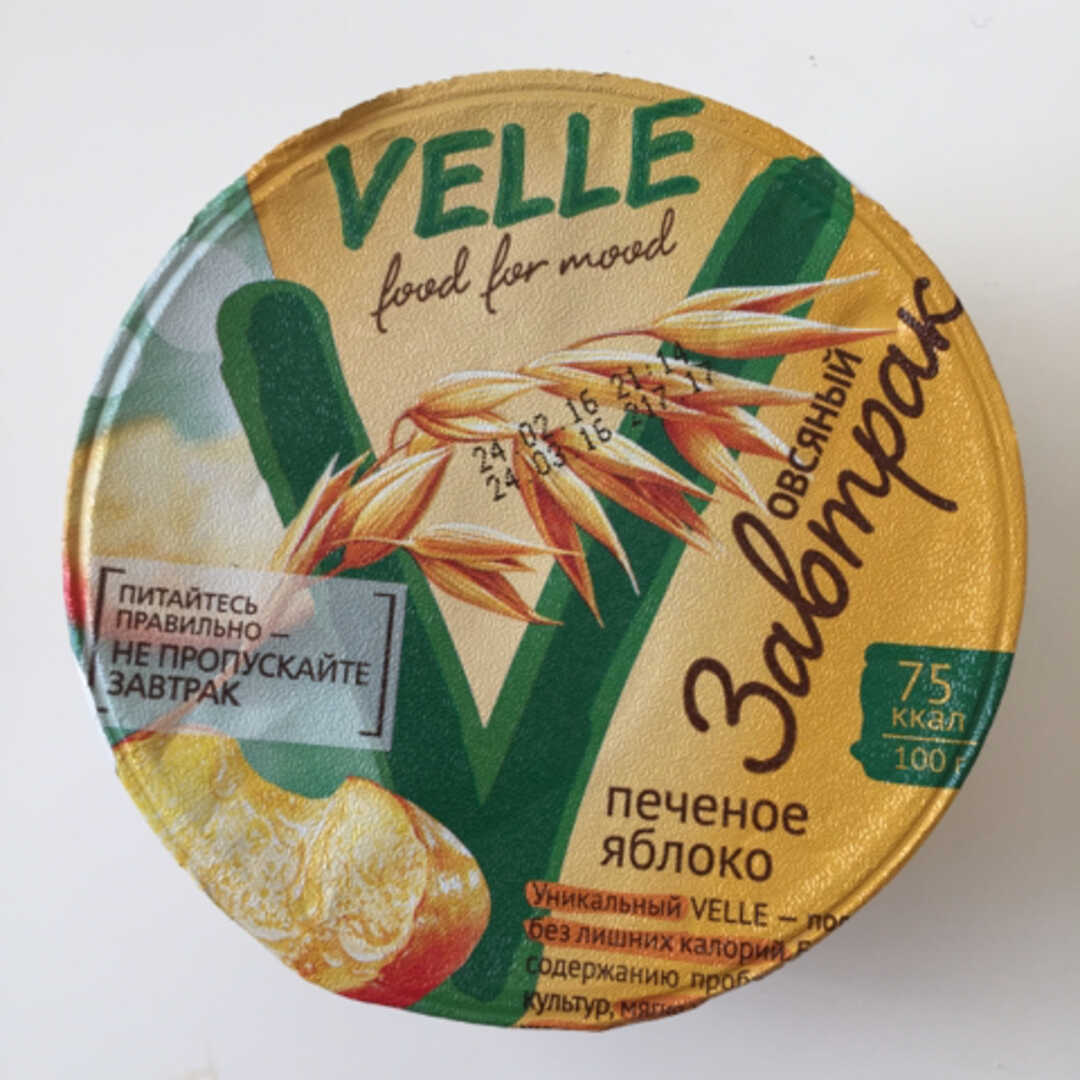 VELLE
food for mood
24 02 16 21:14
24.03 16 217 17
овсяный
Завтрак
ПИТАЙТЕСЬ
ПРАВИЛЬНО —
НЕ ПРОПУСКАЙТЕ
ЗАВТРАК
75
ккал
100 г
печеное
яблоко
Уникальный VELLE —
без лишних калорий,
содержанию
культур,